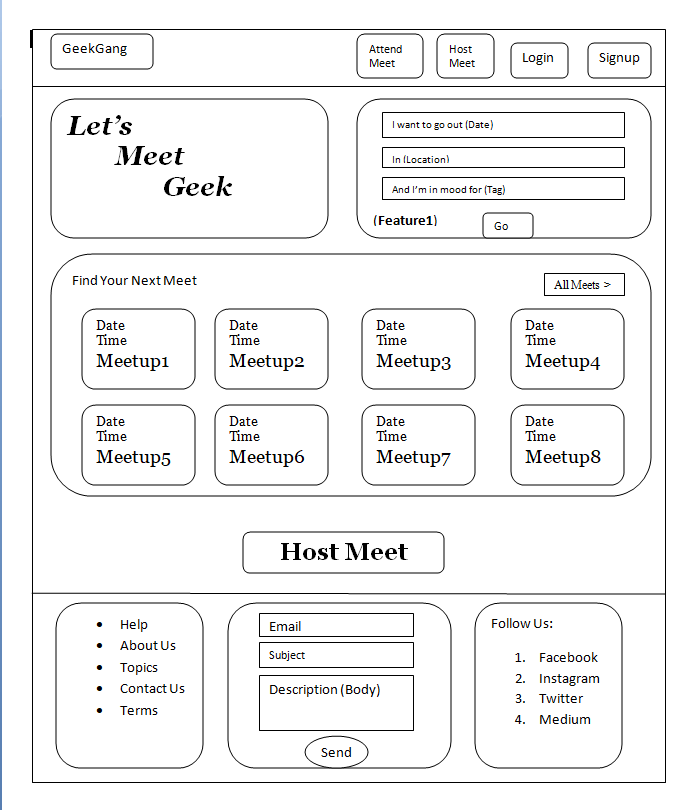 GeekGang
Attend
Meet
Host
Meet
Login
Signup
Let's
Meet
Geek
I want to go out (Date)
In (Location)
And I'm in mood for (Tag)
(Feature1)
Go
Find Your Next Meet
All Meets >
Date
Time
Meetup1
Date
Time
Meetup2
Date
Time
Meetup3
Date
Time
Meetup4
Date
Time
Meetup5
Date
Time
Meetup6
Date
Time
Meetup7
Date
Time
Meetup8
Host Meet
• Help
• About Us
• Topics
• Contact Us
• Terms
Email
Subject
Description (Body)
Send
Follow Us:
1. Facebook
2. Instagram
3. Twitter
4. Medium